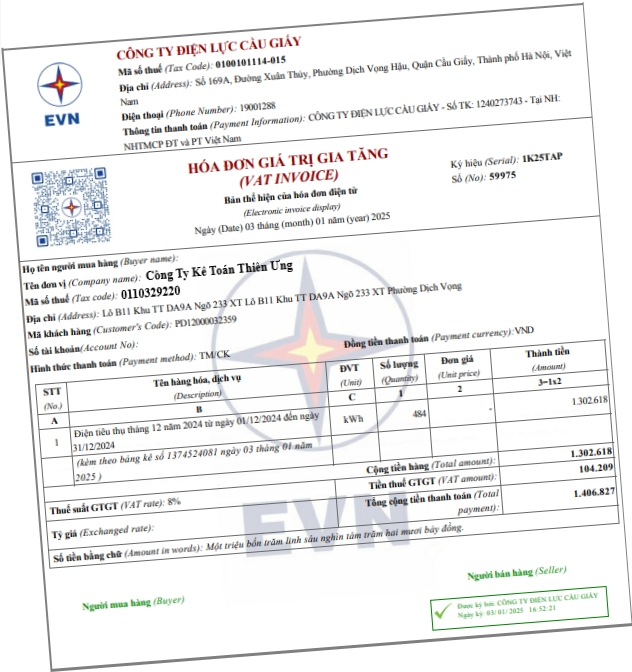 CÔNG TY ĐIỆN LỰC CẦU GIẤY
Mã số thuế (Tax Code): 0100101114-015
Địa chỉ (Address): Số 169A, Đường Xuân Thủy, Phường Dịch Vọng Hậu, Quận Cầu Giấy, Thành phố Hà Nội, Việt
Nam
Điện thoại (Phone Number): 19001288
Thông tin thanh toán (Payment Information): CÔNG TY ĐIỆN LỰC CẦU GIẤY - Số TK: 1240273743 - Tại NH:
NHTMCP ĐT và PT Việt Nam
EVN
HÓA ĐƠN GIÁ TRỊ GIA TĂNG
(VAT INVOICE)
Bản thể hiện của hóa đơn điện tử
(Electronic invoice display)
Ngày (Date) 03 tháng (month) 01 năm (year) 2025
Ký hiệu (Serial): 1K25TAP
Số (No): 59975
Họ tên người mua hàng (Buyer name):
Tên đơn vị (Company name): Công Ty Kế Toán Thiên Ưng
Mã số thuế (Tax code): 0110329220
Địa chỉ (Address): Lô B11 Khu TT DA9A Ngõ 233 XT Lô B11 Khu TT DA9A Ngõ 233 XT Phường Dịch Vọng
Mã khách hàng (Customer's Code): PD12000032359
Số tài khoản(Account No):
Hình thức thanh toán (Payment method): TM/CK
Đồng tiền thanh toán (Payment currency):VND
STT (No.) Tên hàng hóa, dịch vụ (Description) ĐVT (Unit) Số lượng (Quantity) Đơn giá (Unit price) Thành tiền (Amount)
A B C 1 2 3=1x2
1 Điện tiêu thụ tháng 12 năm 2024 từ ngày 01/12/2024 đến ngày kWh 484 - 1.302.618
31/12/2024
(kèm theo bảng kê số 1374524081 ngày 03 tháng 01 năm
2025 )
Cộng tiền hàng (Total amount): 1.302.618
Thuế suất GTGT (VAT rate): 8% Tiền thuế GTGT (VAT amount): 104.209
Tỷ giá (Exchanged rate): Tổng cộng tiền thanh toán (Total payment): 1.406.827
Số tiền bằng chữ (Amount in words): Một triệu bốn trăm linh sáu nghìn tám trăm hai mươi bảy đồng.
EVN
Người mua hàng (Buyer)
Người bán hàng (Seller)
Được ký bởi: CÔNG TY ĐIỆN LỰC CẦU GIẤY
Ngày ký: 03/ 01/ 2025 16:52:21